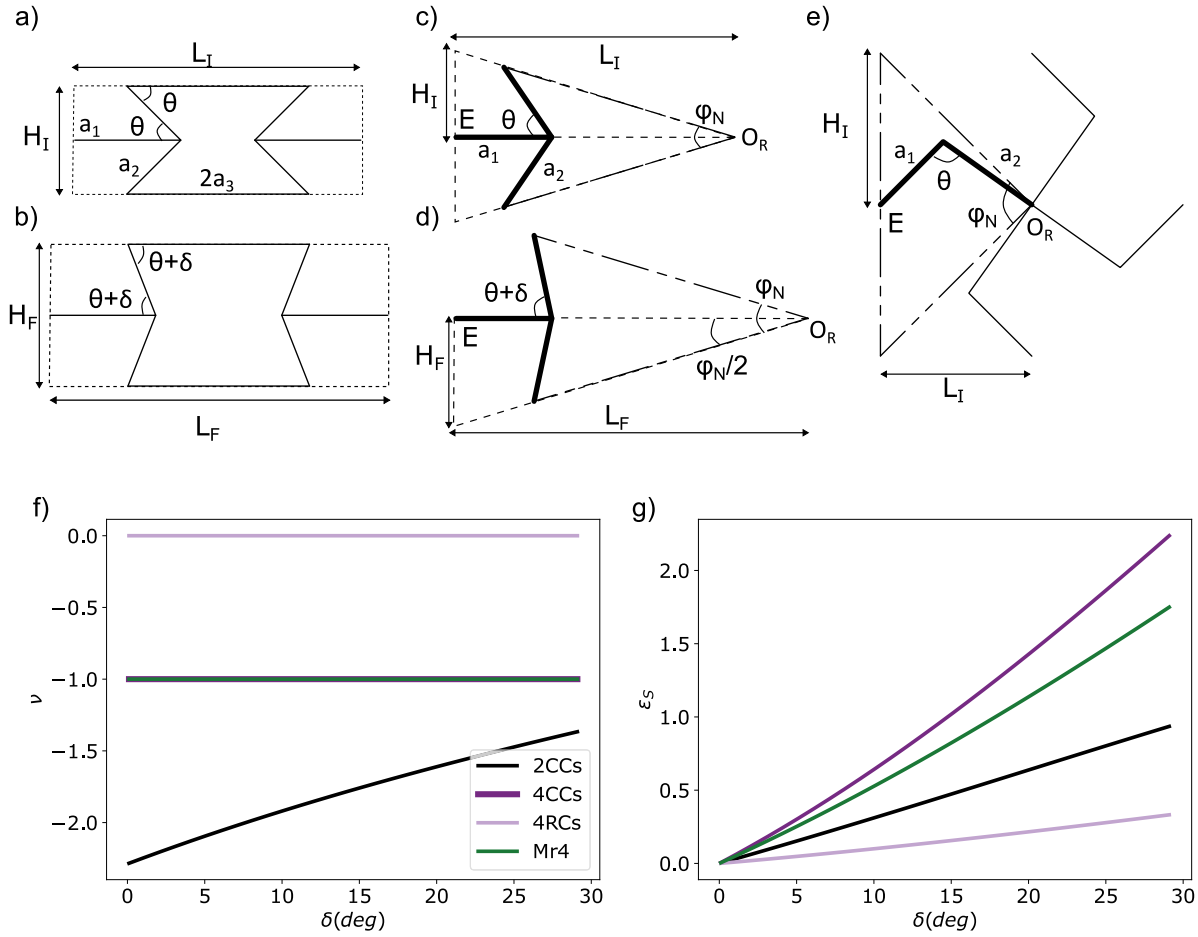 a)
L_I
H_I
θ
θ
a_1
a_2
2a_3
b)
θ+δ
θ+δ
H_F
L_F
c)
L_I
H_I
E
θ
φ_N
O_R
a_1
a_2
d)
θ+δ
φ_N
E
O_R
H_F
φ_N/2
L_F
e)
H_I
a_1
a_2
θ
E
φ_N
O_R
L_I
f)
0.0
−0.5
−1.0
−1.5
−2.0
ν
0 5 10 15 20 25 30
δ(deg)
2CCs
4CCs
4RCs
Mr4
g)
2.0
1.5
1.0
0.5
0.0
ε_S
0 5 10 15 20 25 30
δ(deg)